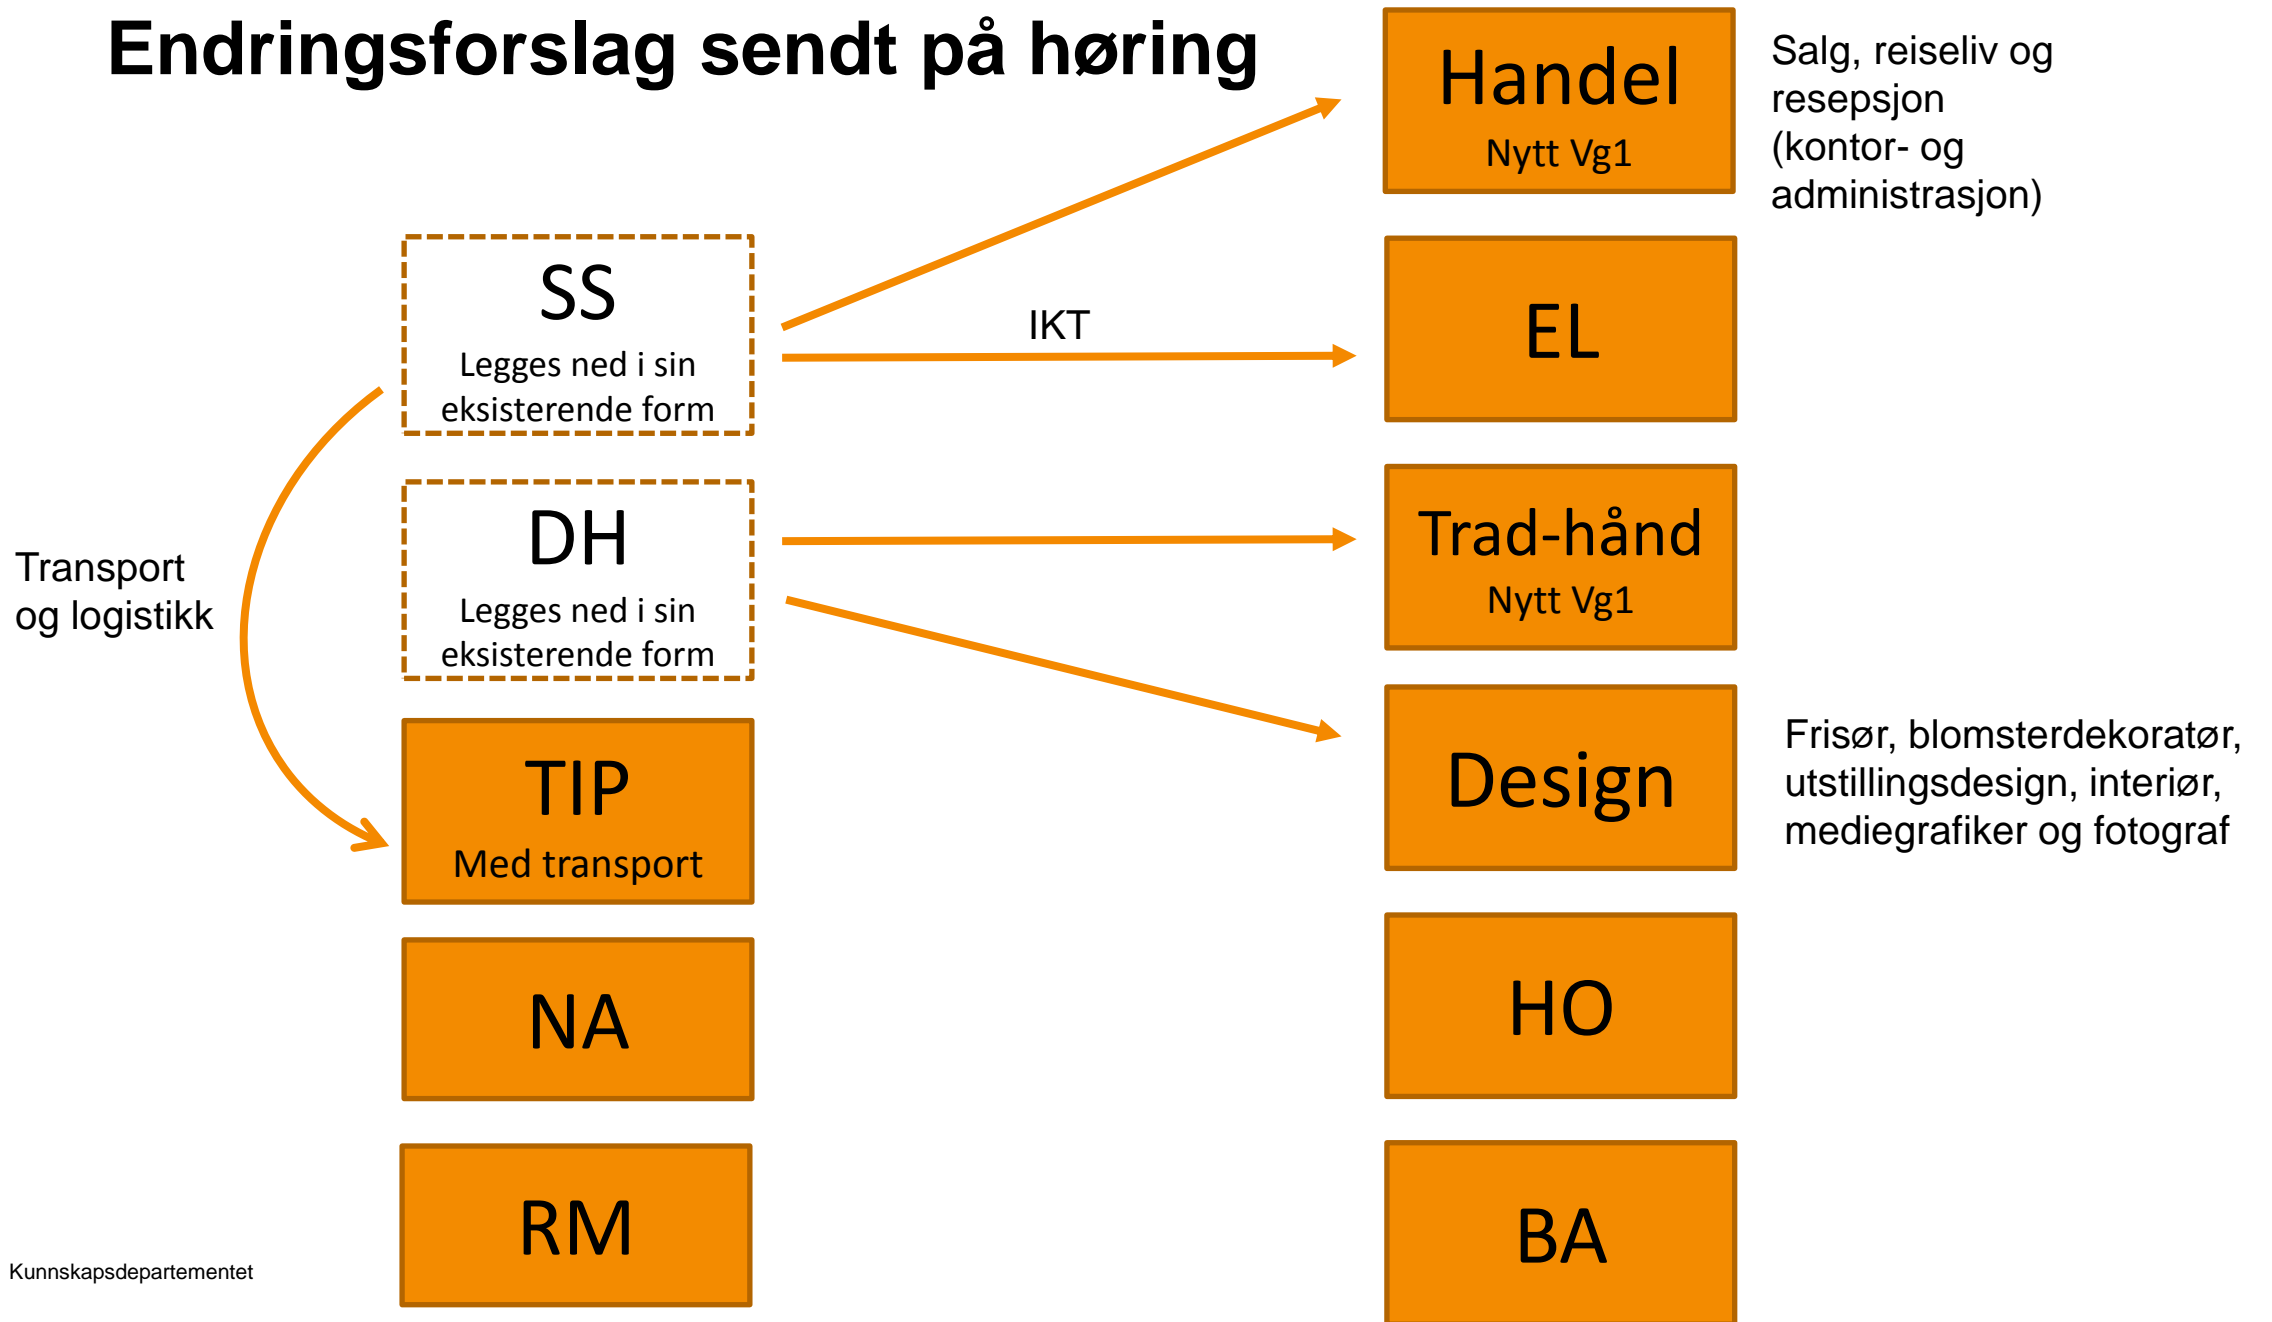 Endringsforslag sendt på høring
Handel
Nytt Vg1
Salg, reiseliv og
resepsjon
(kontor- og
administrasjon)
SS
Legges ned i sin
eksisterende form
IKT
EL
Transport
og logistikk
DH
Legges ned i sin
eksisterende form
Trad-hånd
Nytt Vg1
TIP
Med transport
Design
Frisør, blomsterdekoratør,
utstillingsdesign, interiør,
mediegrafiker og fotograf
NA
HO
RM
BA
Kunnskapsdepartementet